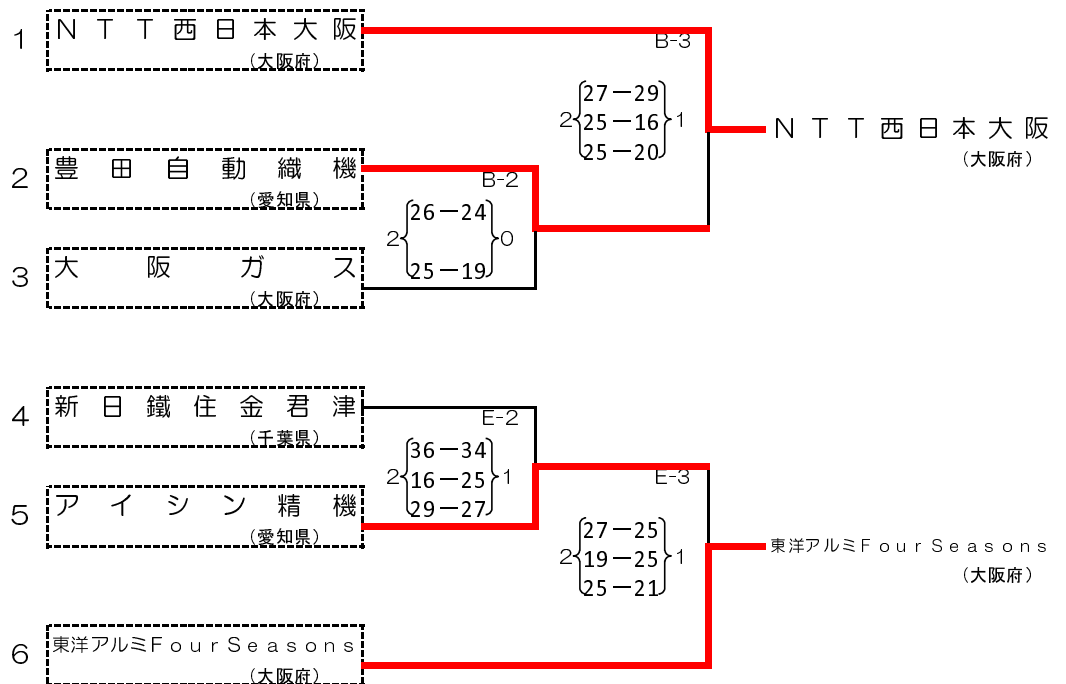 1
ＮＴＴ西日本大阪
(大阪府)
B-3
27－29
2 25－16 1
25－20
ＮＴＴ西日本大阪
(大阪府)
2
豊田自動織機
(愛知県)
B-2
26－24
2 0
25－19
3
大阪ガス
(大阪府)
4
新日鐵住金君津
(千葉県)
E-2
36－34
2 16－25 1
29－27
5
アイシン精機
(愛知県)
E-3
27－25
2 19－25 1
25－21
東洋アルミＦｏｕｒＳｅａｓｏｎｓ
(大阪府)
6
東洋アルミＦｏｕｒＳｅａｓｏｎｓ
(大阪府)